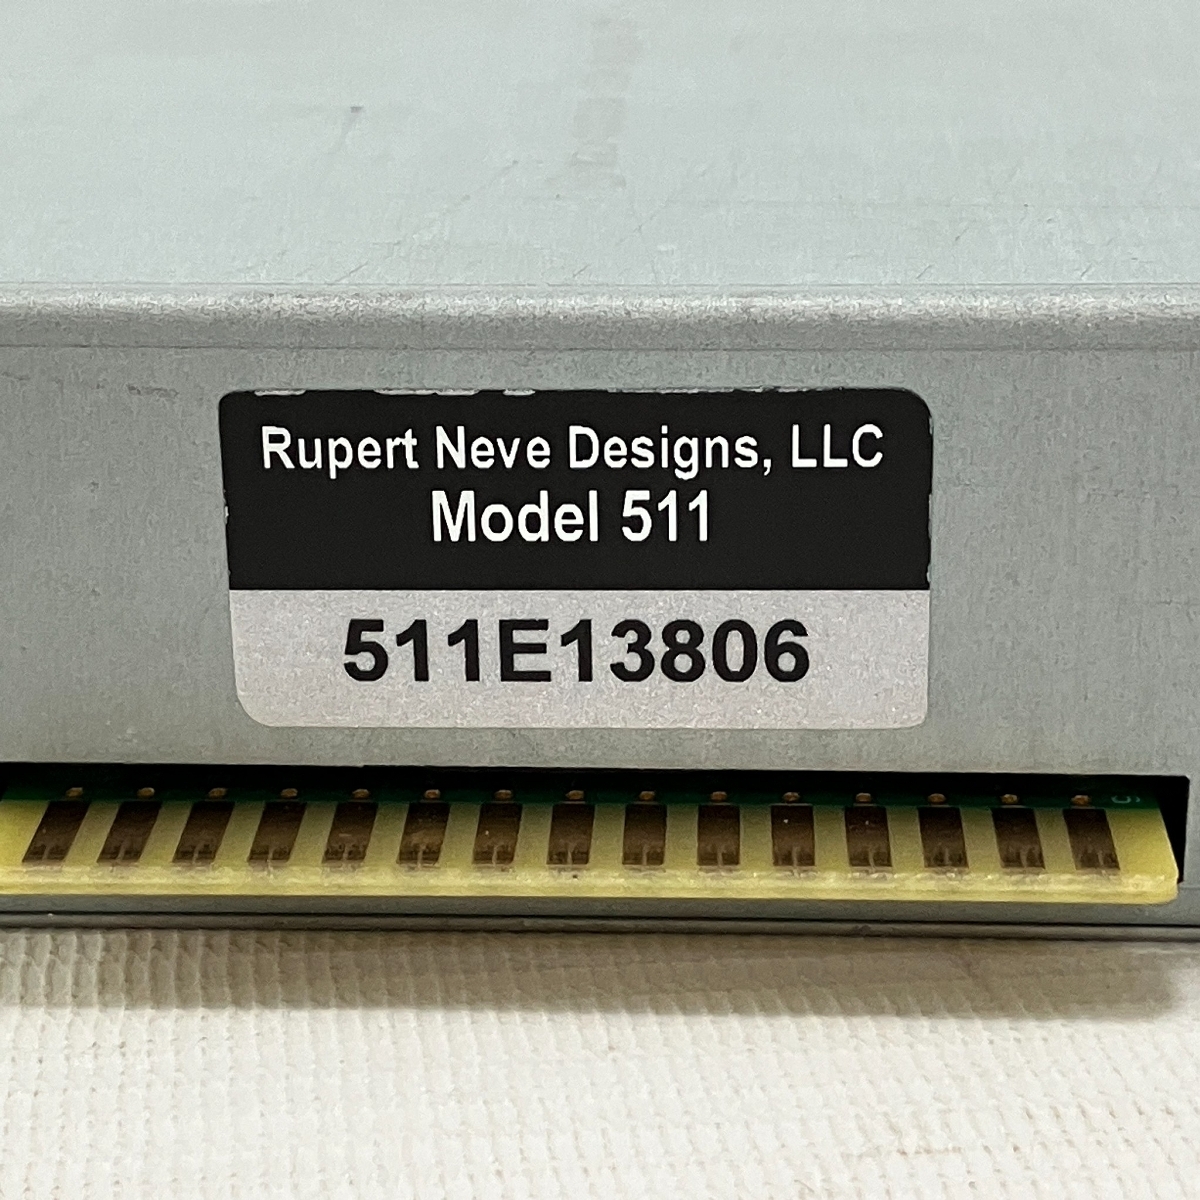 Rupert Neve Designs, LLC
Model 511
511E13806